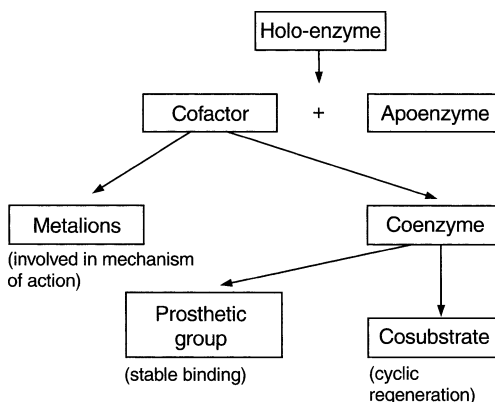 Holo-enzyme
Cofactor + Apoenzyme
Metalions
(involved in mechanism
of action)
Coenzyme
Prosthetic
group
(stable binding)
Cosubstrate
(cyclic
regeneration)